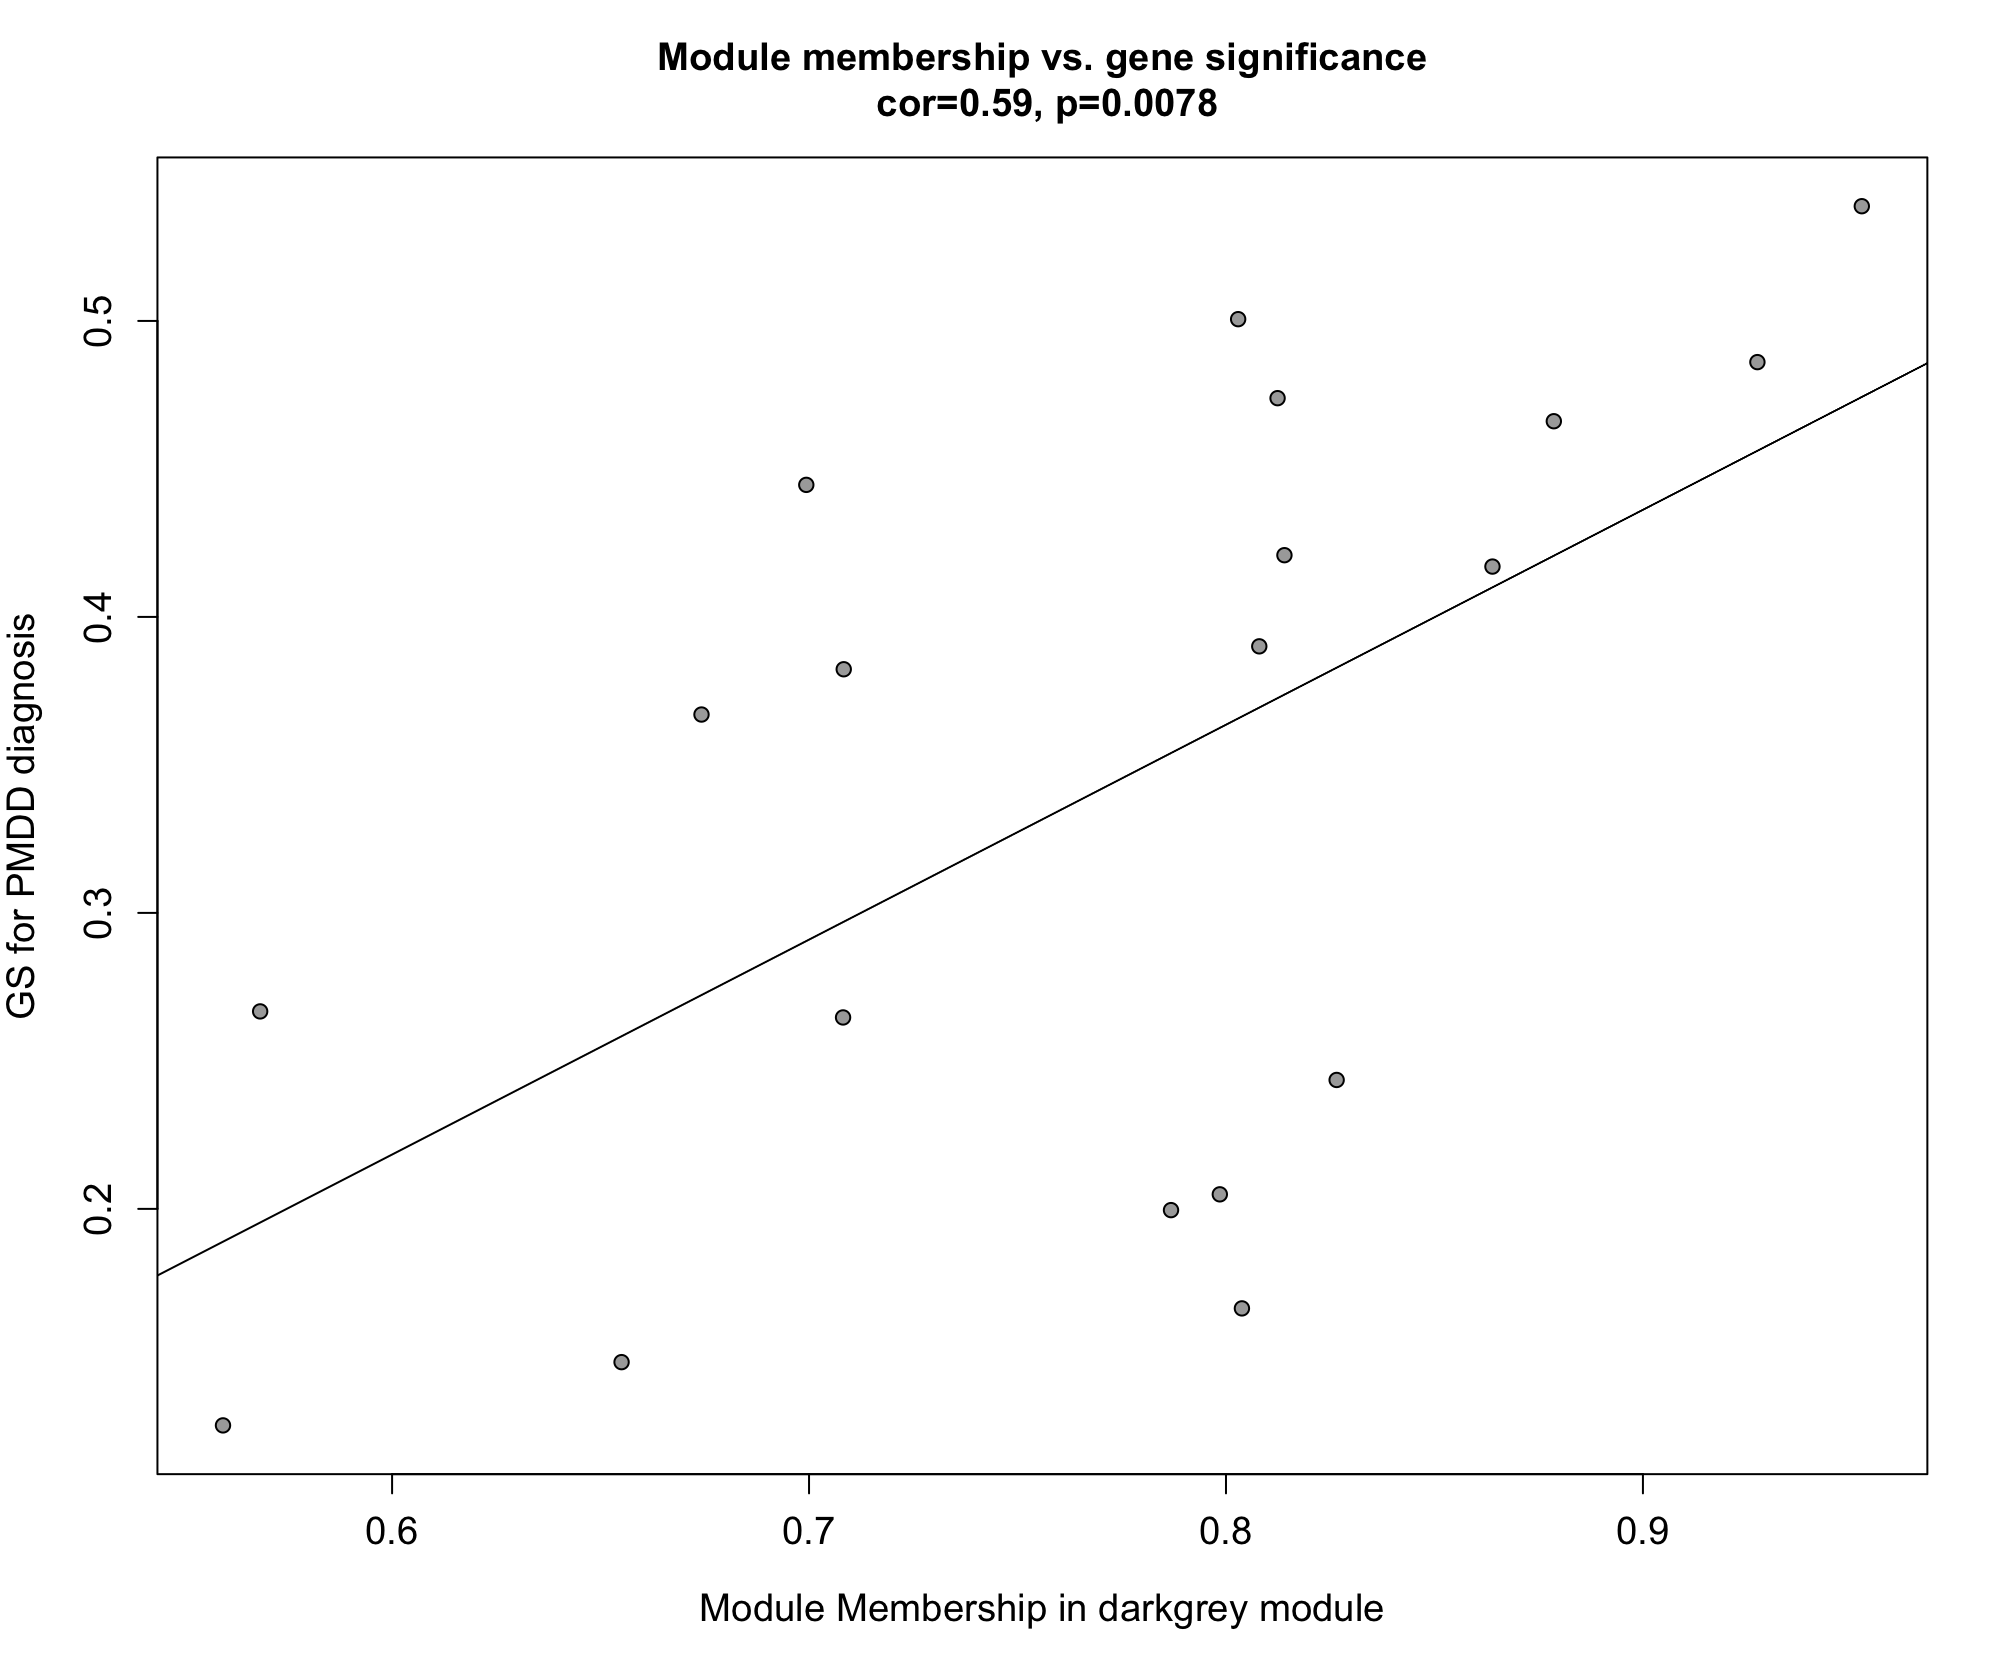 Module membership vs. gene significance
cor=0.59, p=0.0078
GS for PMDD diagnosis
0.5
0.4
0.3
0.2
0.6 0.7 0.8 0.9
Module Membership in darkgrey module